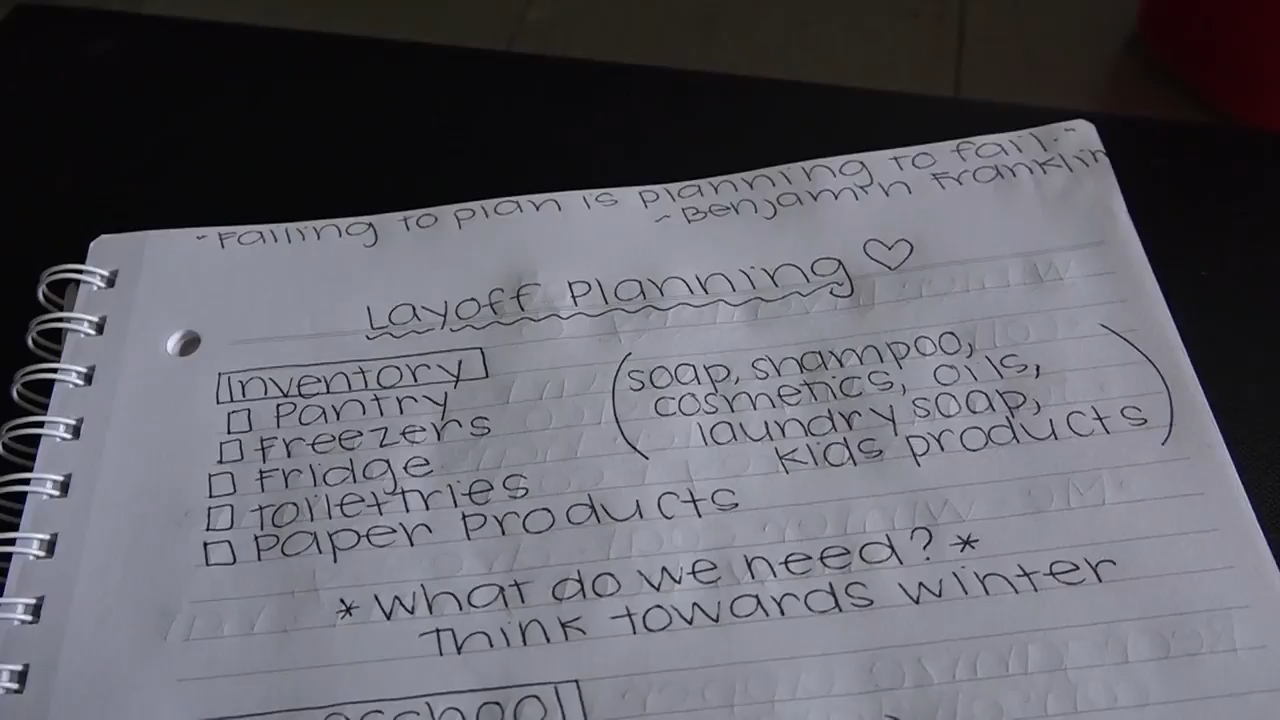 "Failing to plan is planning to fail."
~Benjamin Franklin
Layoff Planning ♡
Inventory
☐ Pantry
☐ Freezers
☐ Fridge
☐ Toilettries
☐ Paper Products
(soap, shampoo,
cosmetics, oils,
laundry soap,
kids products)
*What do we need?*
Think towards winter